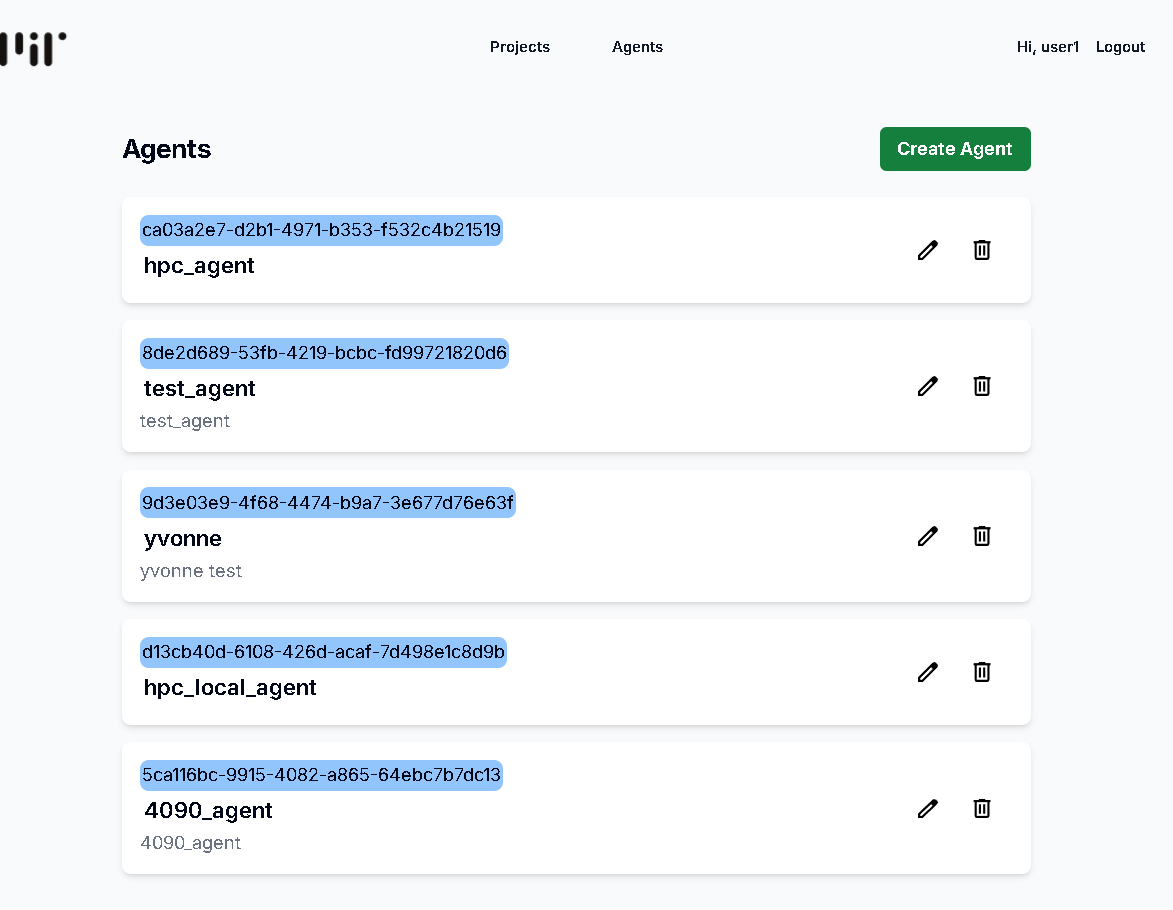 Projects Agents Hi, user1 Logout
Agents Create Agent
ca03a2e7-d2b1-4971-b353-f532c4b21519
hpc_agent
8de2d689-53fb-4219-bcbc-fd99721820d6
test_agent
test_agent
9d3e03e9-4f68-4474-b9a7-3e677d76e63f
yvonne
yvonne test
d13cb40d-6108-426d-acaf-7d498e1c8d9b
hpc_local_agent
5ca116bc-9915-4082-a865-64ebc7b7dc13
4090_agent
4090_agent